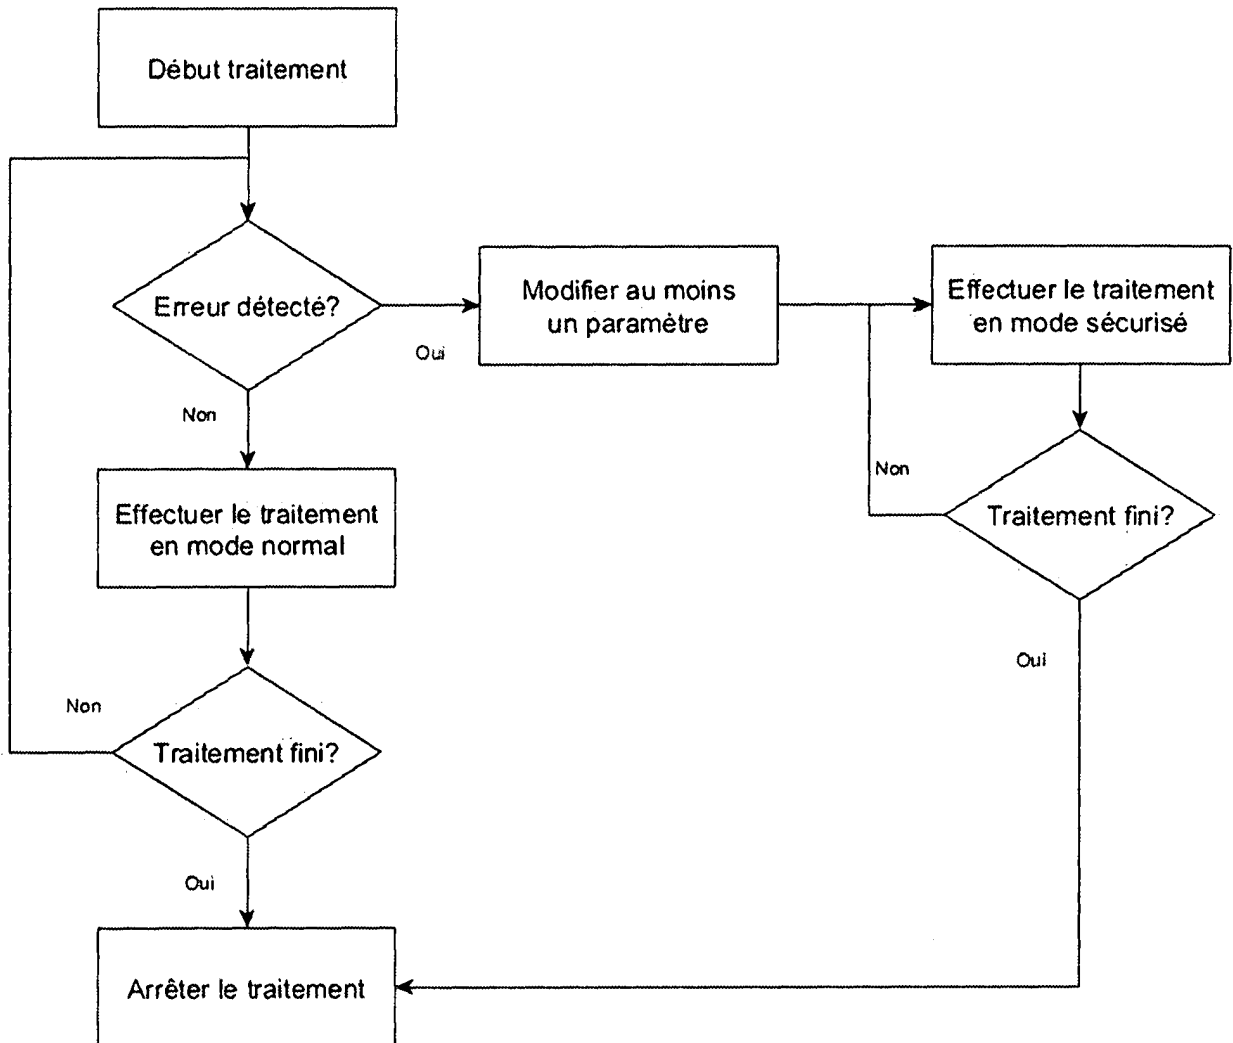 Début traitement
Erreur détecté?
Oui
Modifier au moins
un paramètre
Effectuer le traitement
en mode sécurisé
Non
Effectuer le traitement
en mode normal
Non
Traitement fini?
Oui
Non
Traitement fini?
Oui
Arrêter le traitement